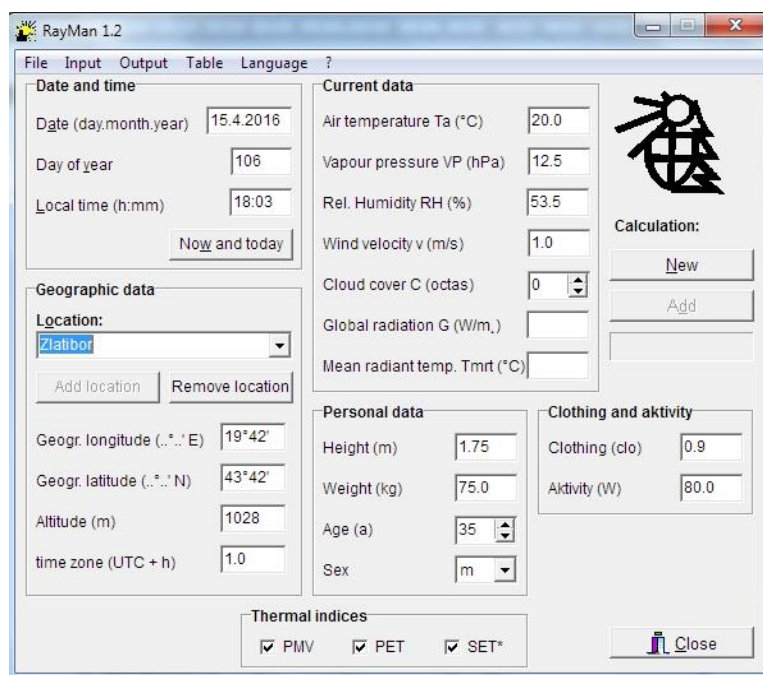 RayMan 1.2
File Input Output Table Language ?
Date and time
Date (day.month.year) 15.4.2016
Day of year 106
Local time (h:mm) 18:03
Now and today
Geographic data
Location:
Zlatibor
Add location Remove location
Geogr. longitude (..°..' E) 19°42'
Geogr. latitude (..°..' N) 43°42'
Altitude (m) 1028
time zone (UTC + h) 1.0
Current data
Air temperature Ta (°C) 20.0
Vapour pressure VP (hPa) 12.5
Rel. Humidity RH (%) 53.5
Wind velocity v (m/s) 1.0
Cloud cover C (octas) 0
Global radiation G (W/m¸)
Mean radiant temp. Tmrt (°C)
Calculation:
New
Add
Personal data
Height (m) 1.75
Weight (kg) 75.0
Age (a) 35
Sex m
Clothing and aktivity
Clothing (clo) 0.9
Aktivity (W) 80.0
Thermal indices
PMV PET SET*
Close